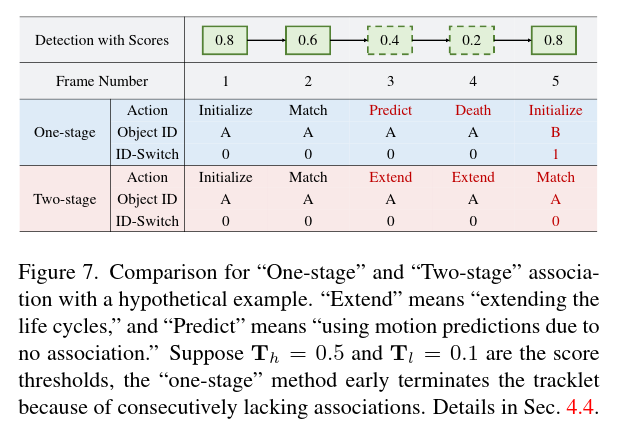 Detection with Scores 0.8 0.6 0.4 0.2 0.8
Frame Number 1 2 3 4 5
One-stage Action Initialize Match Predict Death Initialize
Object ID A A A A B
ID-Switch 0 0 0 0 1
Two-stage Action Initialize Match Extend Extend Match
Object ID A A A A A
ID-Switch 0 0 0 0 0
Figure 7. Comparison for “One-stage” and “Two-stage” associa-
tion with a hypothetical example. “Extend” means “extending the
life cycles,” and “Predict” means “using motion predictions due to
no association.” Suppose Tₕ = 0.5 and Tₗ = 0.1 are the score
thresholds, the “one-stage” method early terminates the tracklet
because of consecutively lacking associations. Details in Sec. 4.4.